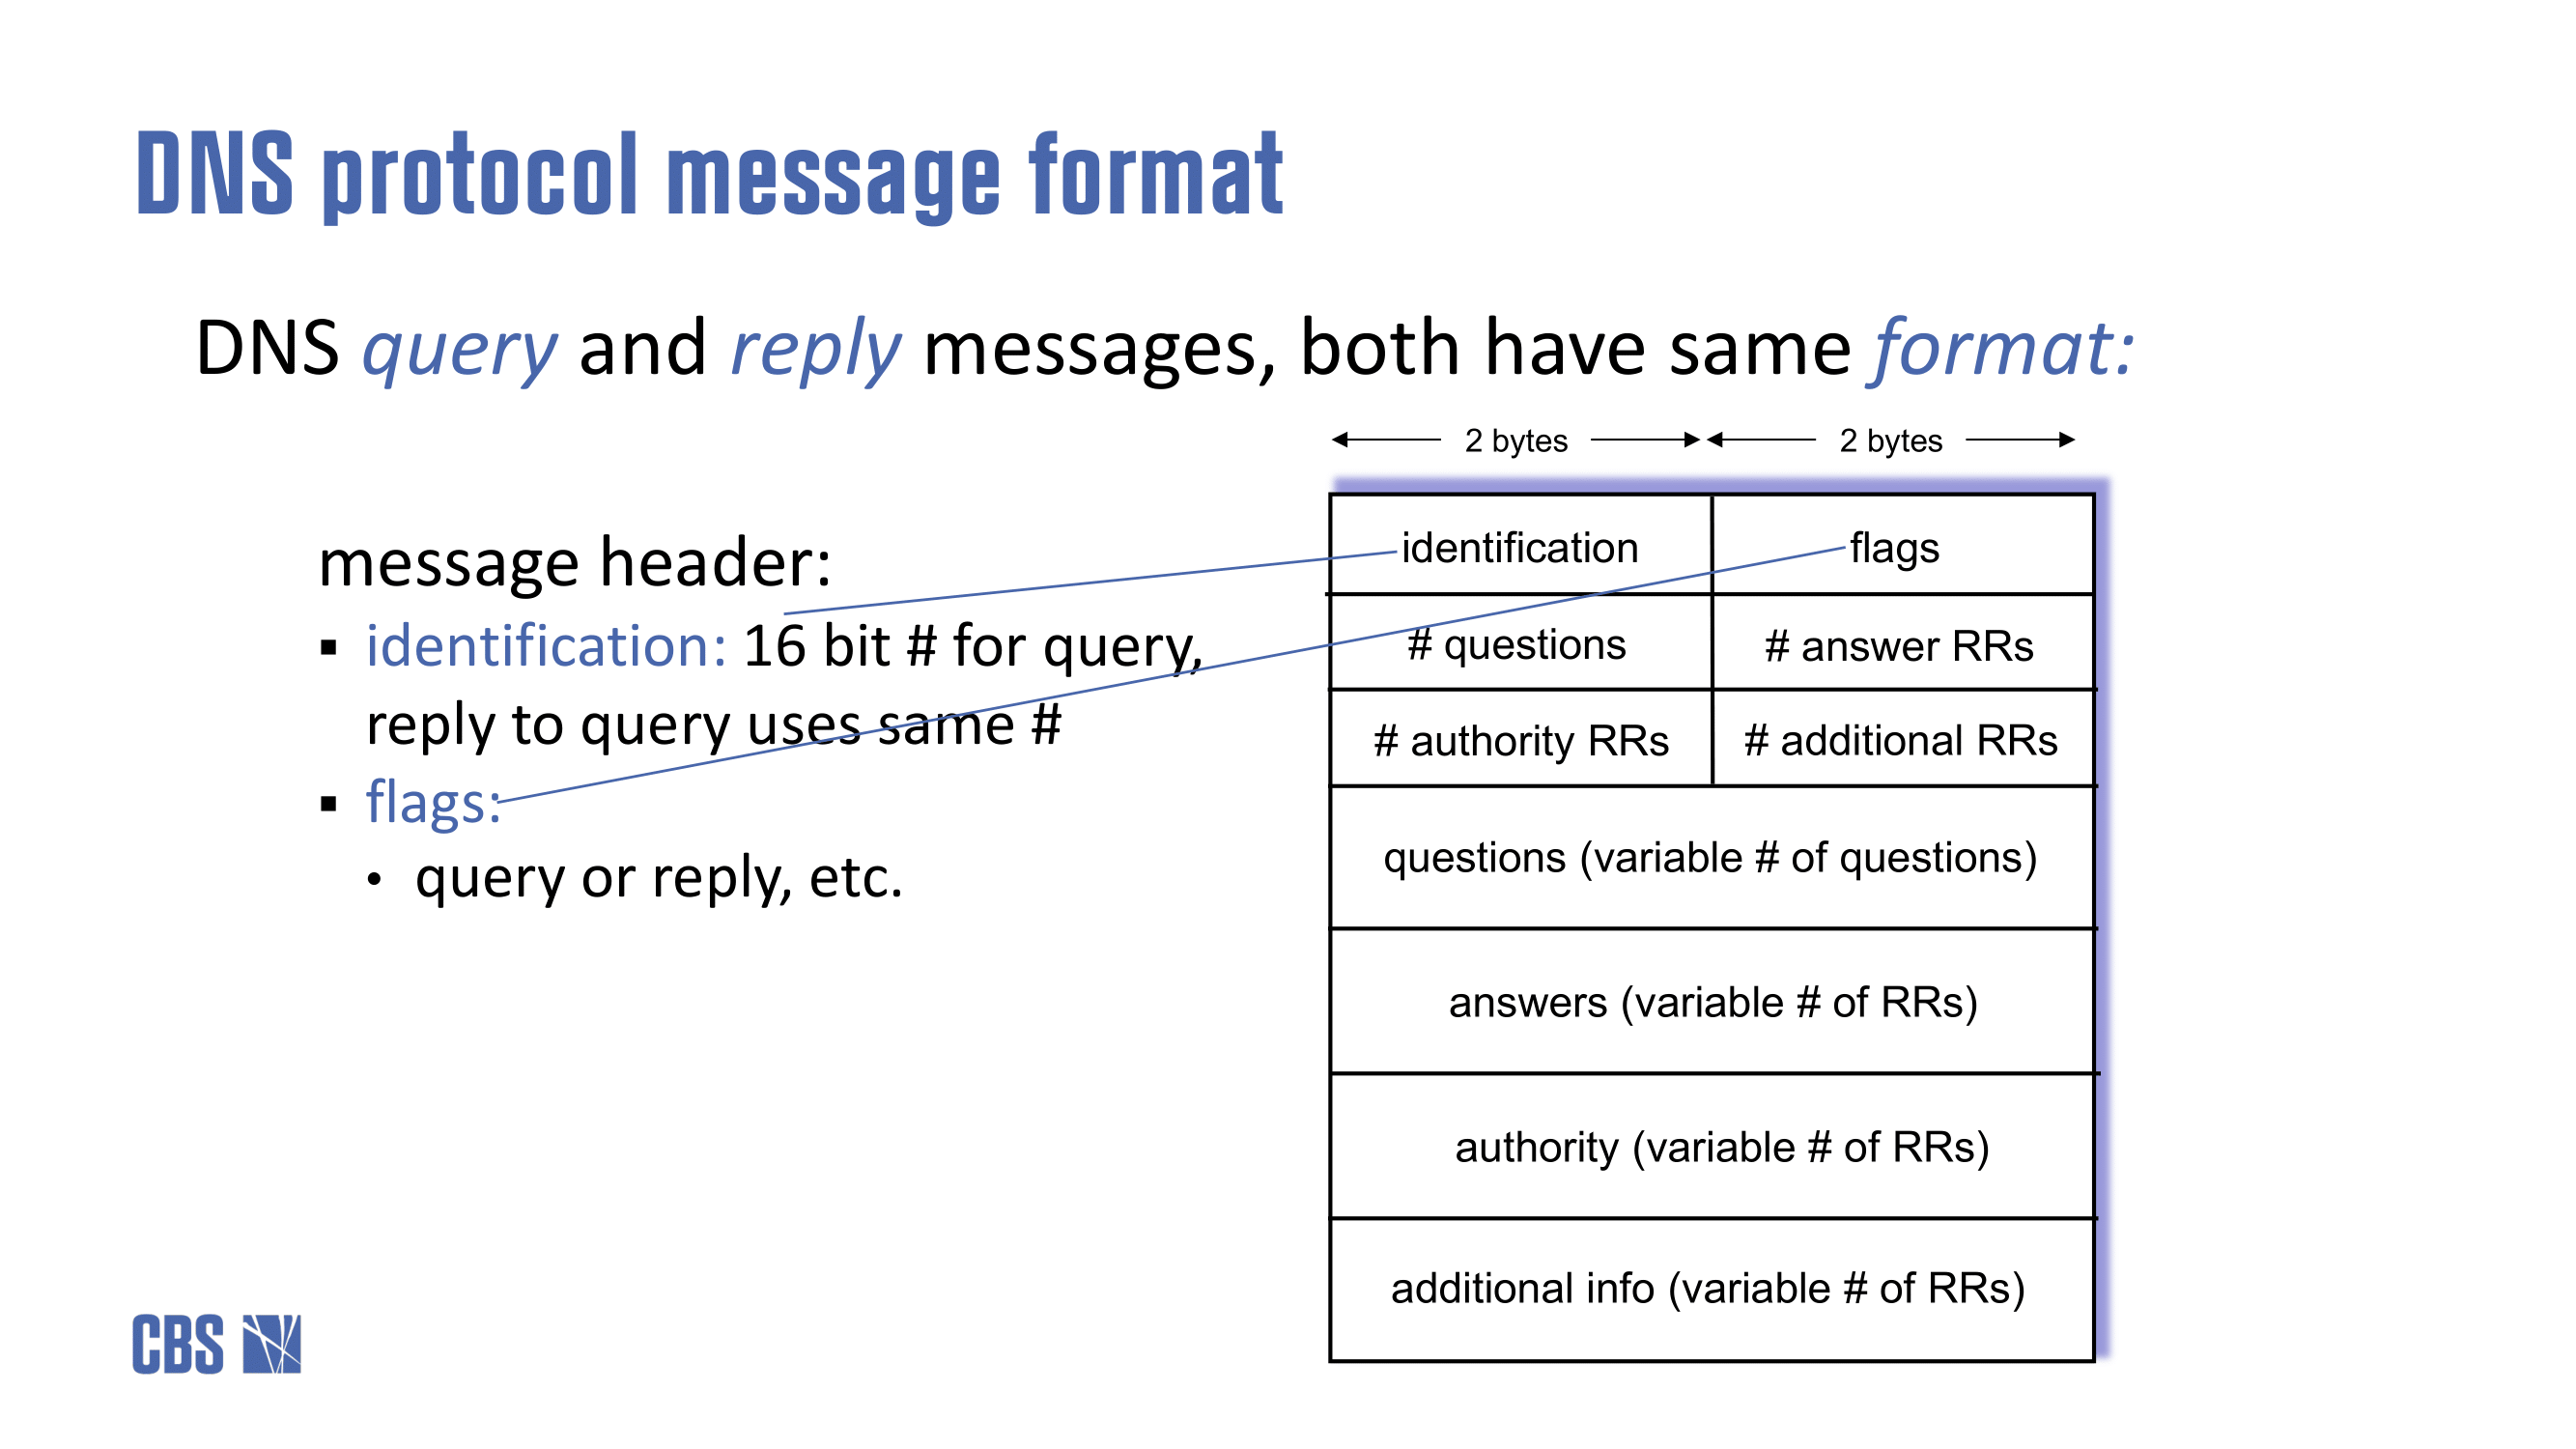 DNS protocol message format
DNS query and reply messages, both have same format:
message header:
▪ identification: 16 bit # for query,
reply to query uses same #
▪ flags:
• query or reply, etc.
2 bytes 2 bytes
identification flags
# questions # answer RRs
# authority RRs # additional RRs
questions (variable # of questions)
answers (variable # of RRs)
authority (variable # of RRs)
additional info (variable # of RRs)
CBS